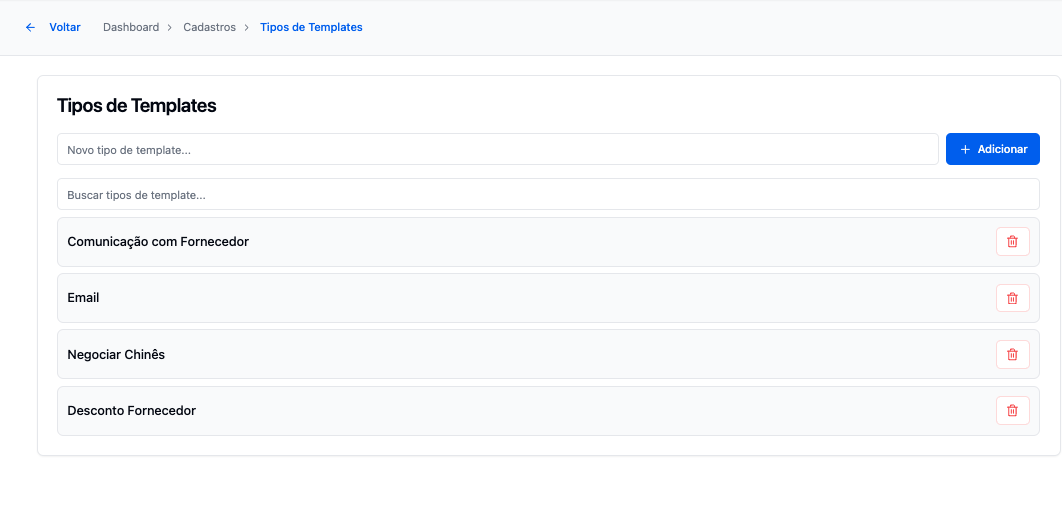 Voltar Dashboard Cadastros Tipos de Templates
Tipos de Templates
Novo tipo de template... Adicionar
Buscar tipos de template...
Comunicação com Fornecedor
Email
Negociar Chinês
Desconto Fornecedor